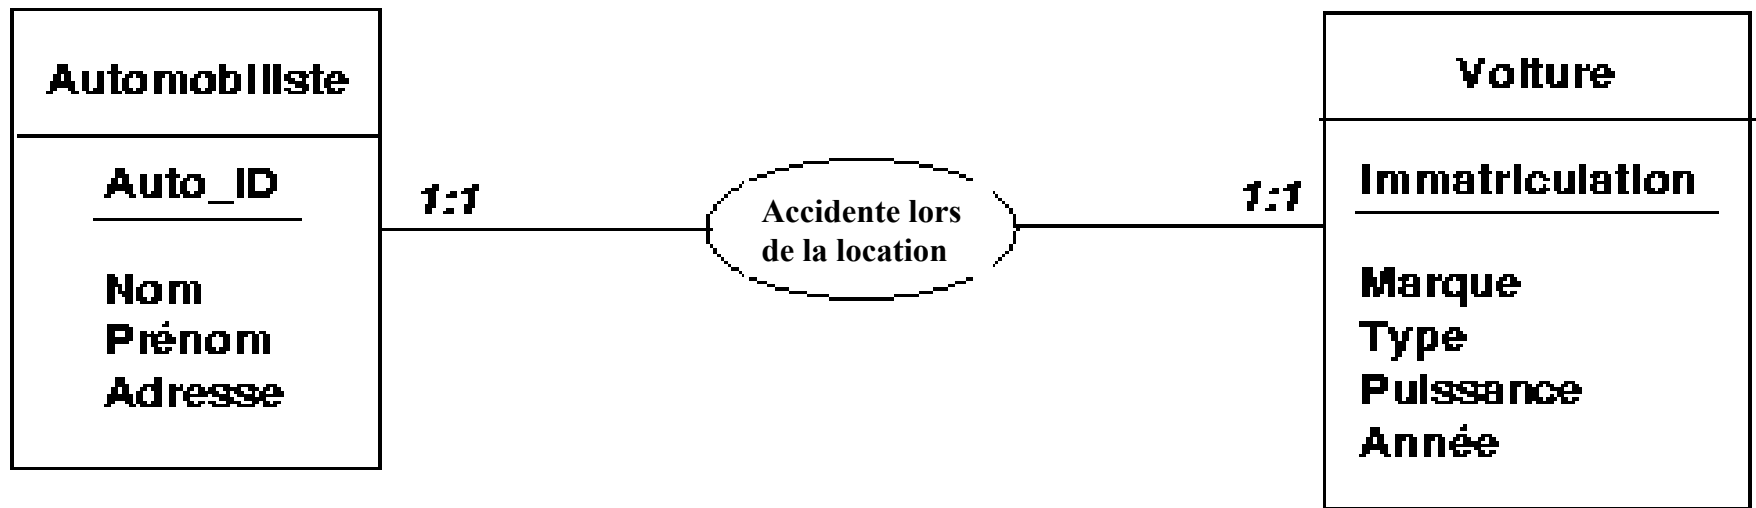 Automobiliste
Auto_ID
Nom
Prénom
Adresse
1:1
Accidente lors
de la location
1:1
Voiture
Immatriculation
Marque
Type
Puissance
Année